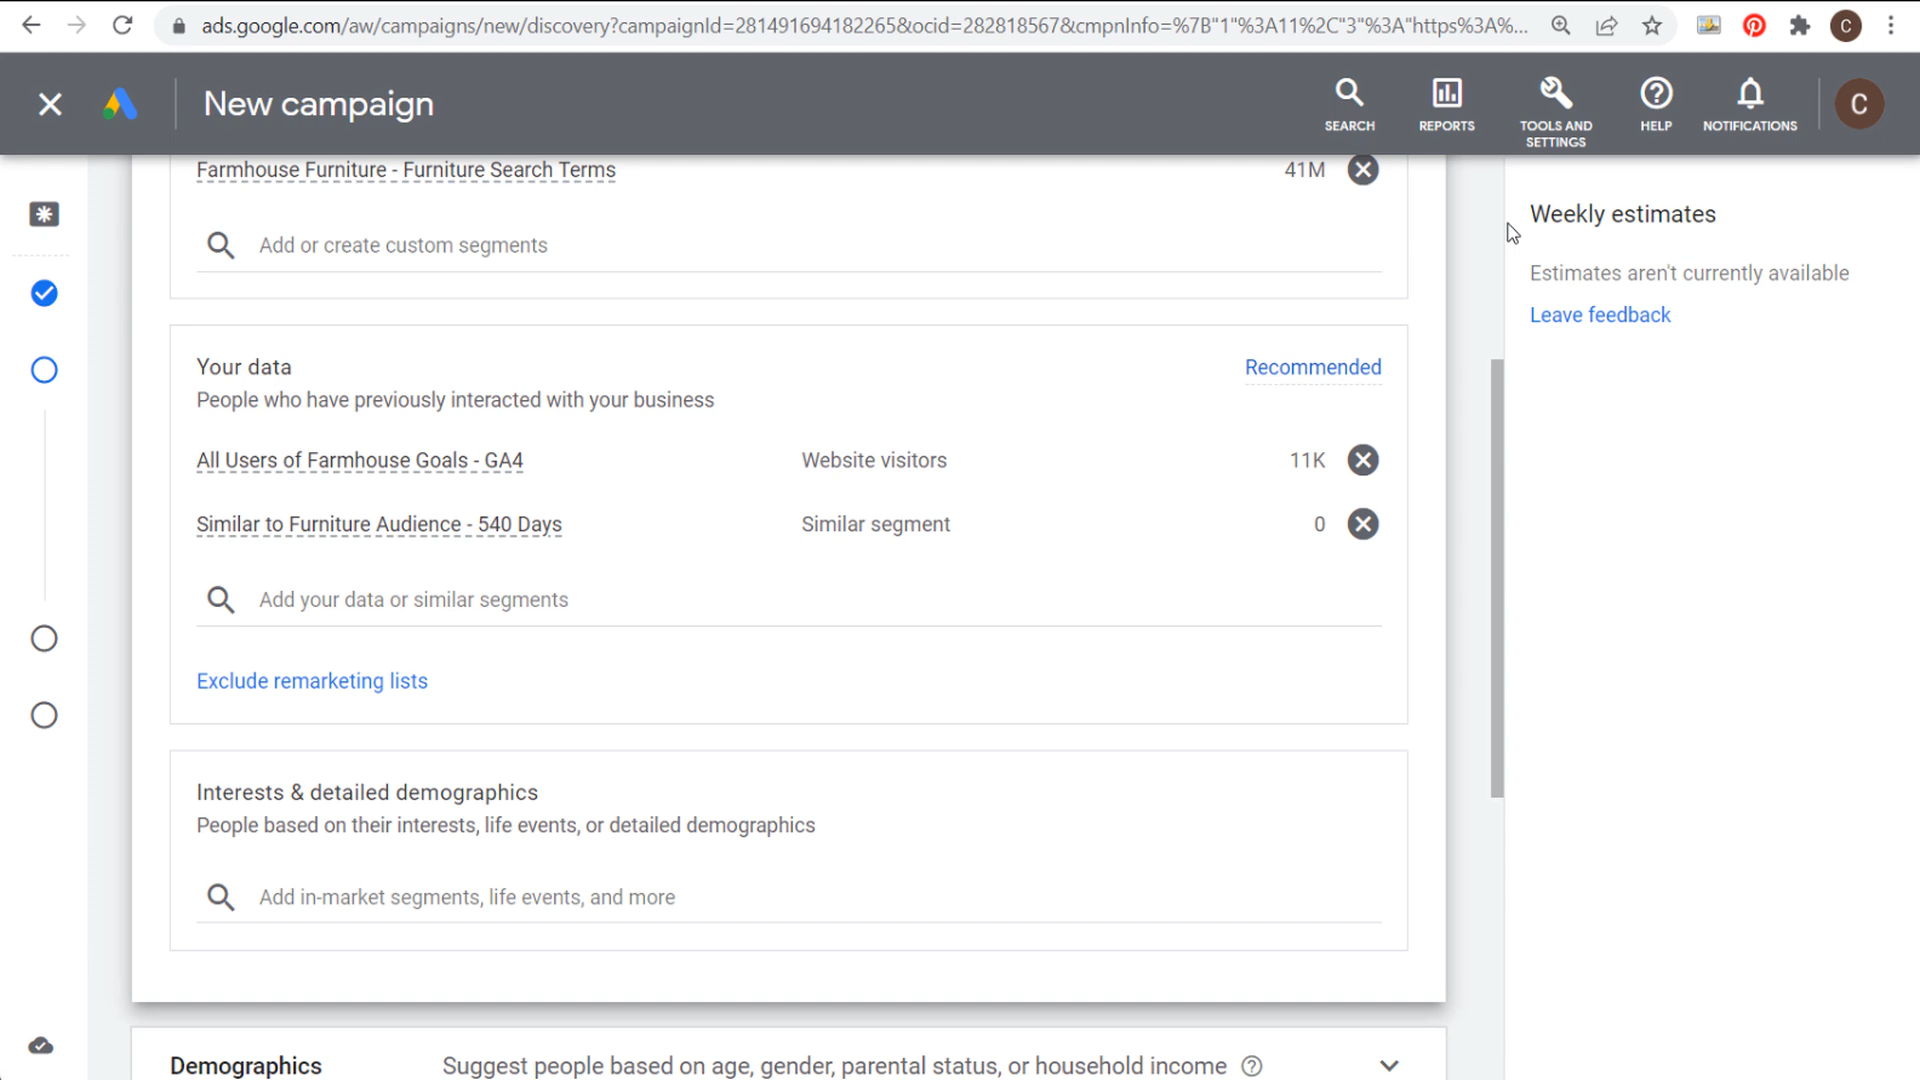 ads.google.com/aw/campaigns/new/discovery?campaignId=281491694182265&ocid=282818567&cmpnInfo=%7B"1"%3A11%2C"3"%3A"https%3A%...
C
New campaign
SEARCH
REPORTS
TOOLS AND
SETTINGS
HELP
NOTIFICATIONS
C
Farmhouse Furniture - Furniture Search Terms 41M
Add or create custom segments
Weekly estimates
Estimates aren't currently available
Leave feedback
Your data Recommended
People who have previously interacted with your business
All Users of Farmhouse Goals - GA4 Website visitors 11K
Similar to Furniture Audience - 540 Days Similar segment 0
Add your data or similar segments
Exclude remarketing lists
Interests & detailed demographics
People based on their interests, life events, or detailed demographics
Add in-market segments, life events, and more
Demographics Suggest people based on age, gender, parental status, or household income